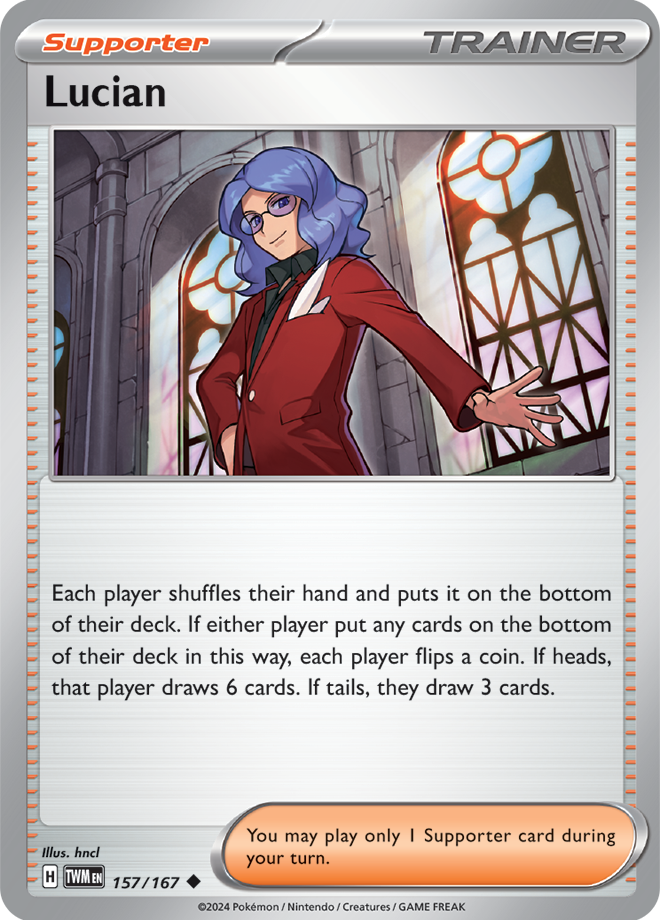 Supporter TRAINER
Lucian
Each player shuffles their hand and puts it on the bottom
of their deck. If either player put any cards on the bottom
of their deck in this way, each player flips a coin. If heads,
that player draws 6 cards. If tails, they draw 3 cards.
You may play only 1 Supporter card during
your turn.
Illus. hncl
H TWM EN 157/167 ◆
©2024 Pokémon / Nintendo / Creatures / GAME FREAK